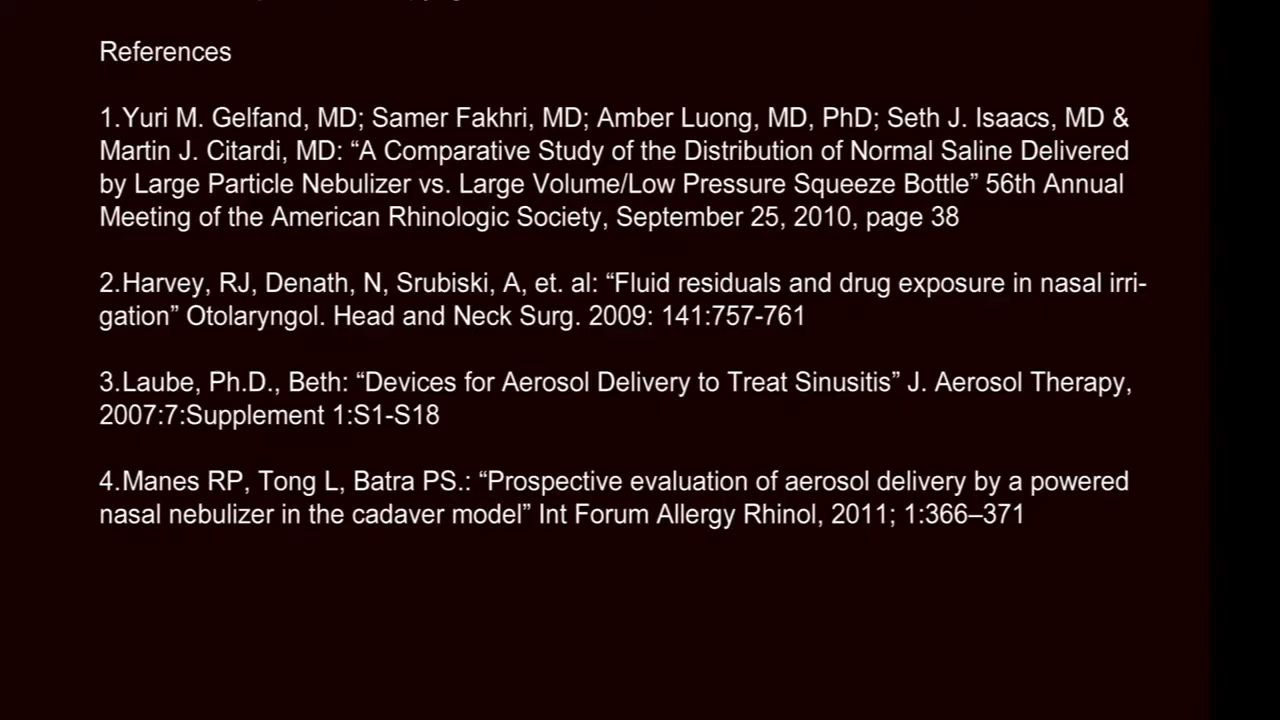 References
1.Yuri M. Gelfand, MD; Samer Fakhri, MD; Amber Luong, MD, PhD; Seth J. Isaacs, MD &
Martin J. Citardi, MD: “A Comparative Study of the Distribution of Normal Saline Delivered
by Large Particle Nebulizer vs. Large Volume/Low Pressure Squeeze Bottle” 56th Annual
Meeting of the American Rhinologic Society, September 25, 2010, page 38
2.Harvey, RJ, Denath, N, Srubiski, A, et. al: “Fluid residuals and drug exposure in nasal irri-
gation” Otolaryngol. Head and Neck Surg. 2009: 141:757-761
3.Laube, Ph.D., Beth: “Devices for Aerosol Delivery to Treat Sinusitis” J. Aerosol Therapy,
2007:7:Supplement 1:S1-S18
4.Manes RP, Tong L, Batra PS.: “Prospective evaluation of aerosol delivery by a powered
nasal nebulizer in the cadaver model” Int Forum Allergy Rhinol, 2011; 1:366–371